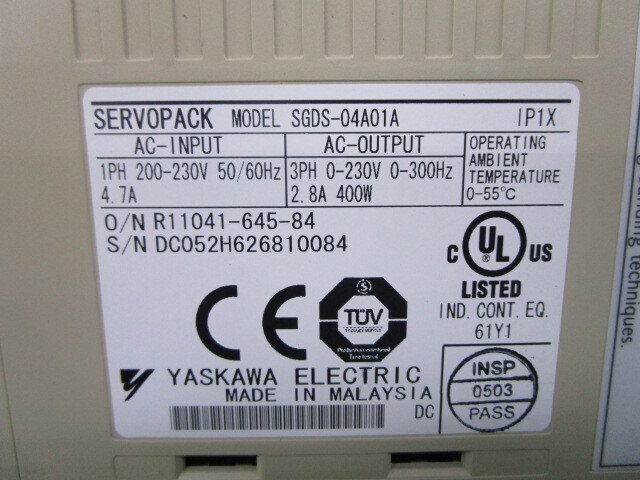 SERVOPACK MODEL SGDS-04A01A IP1X
AC-INPUT
1PH 200-230V 50/60Hz
4.7A
AC-OUTPUT
3PH 0-230V 0-300Hz
2.8A 400W
OPERATING
AMBIENT
TEMPERATURE
0-55℃
O/N R11041-645-84
S/N DC052H626810084
C UL US
LISTED
IND. CONT. EQ.
61Y1
CE
TÜV
YASKAWA ELECTRIC
MADE IN MALAYSIA
DC
INSP
0503
PASS
techniques.